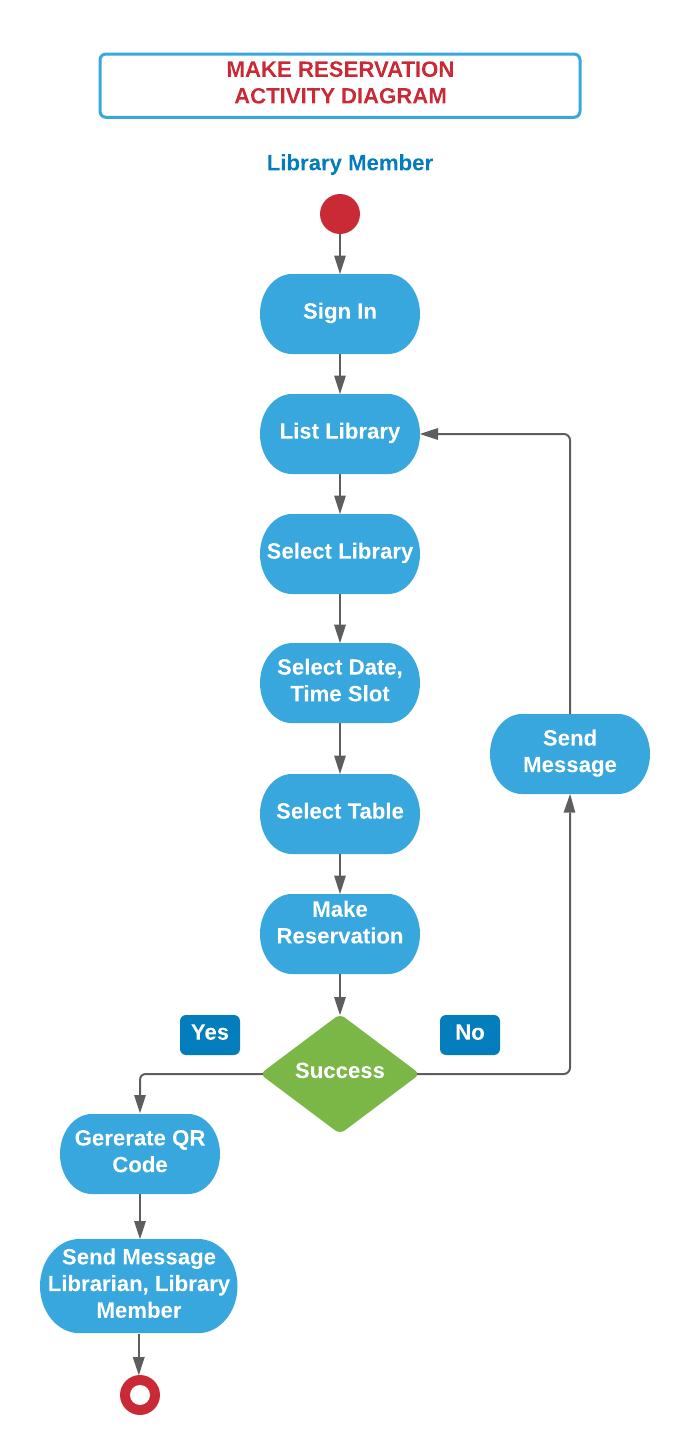 MAKE RESERVATION
ACTIVITY DIAGRAM
Library Member
Sign In
List Library
Select Library
Select Date,
Time Slot
Send
Message
Select Table
Make
Reservation
Yes
No
Success
Gererate QR
Code
Send Message
Librarian, Library
Member